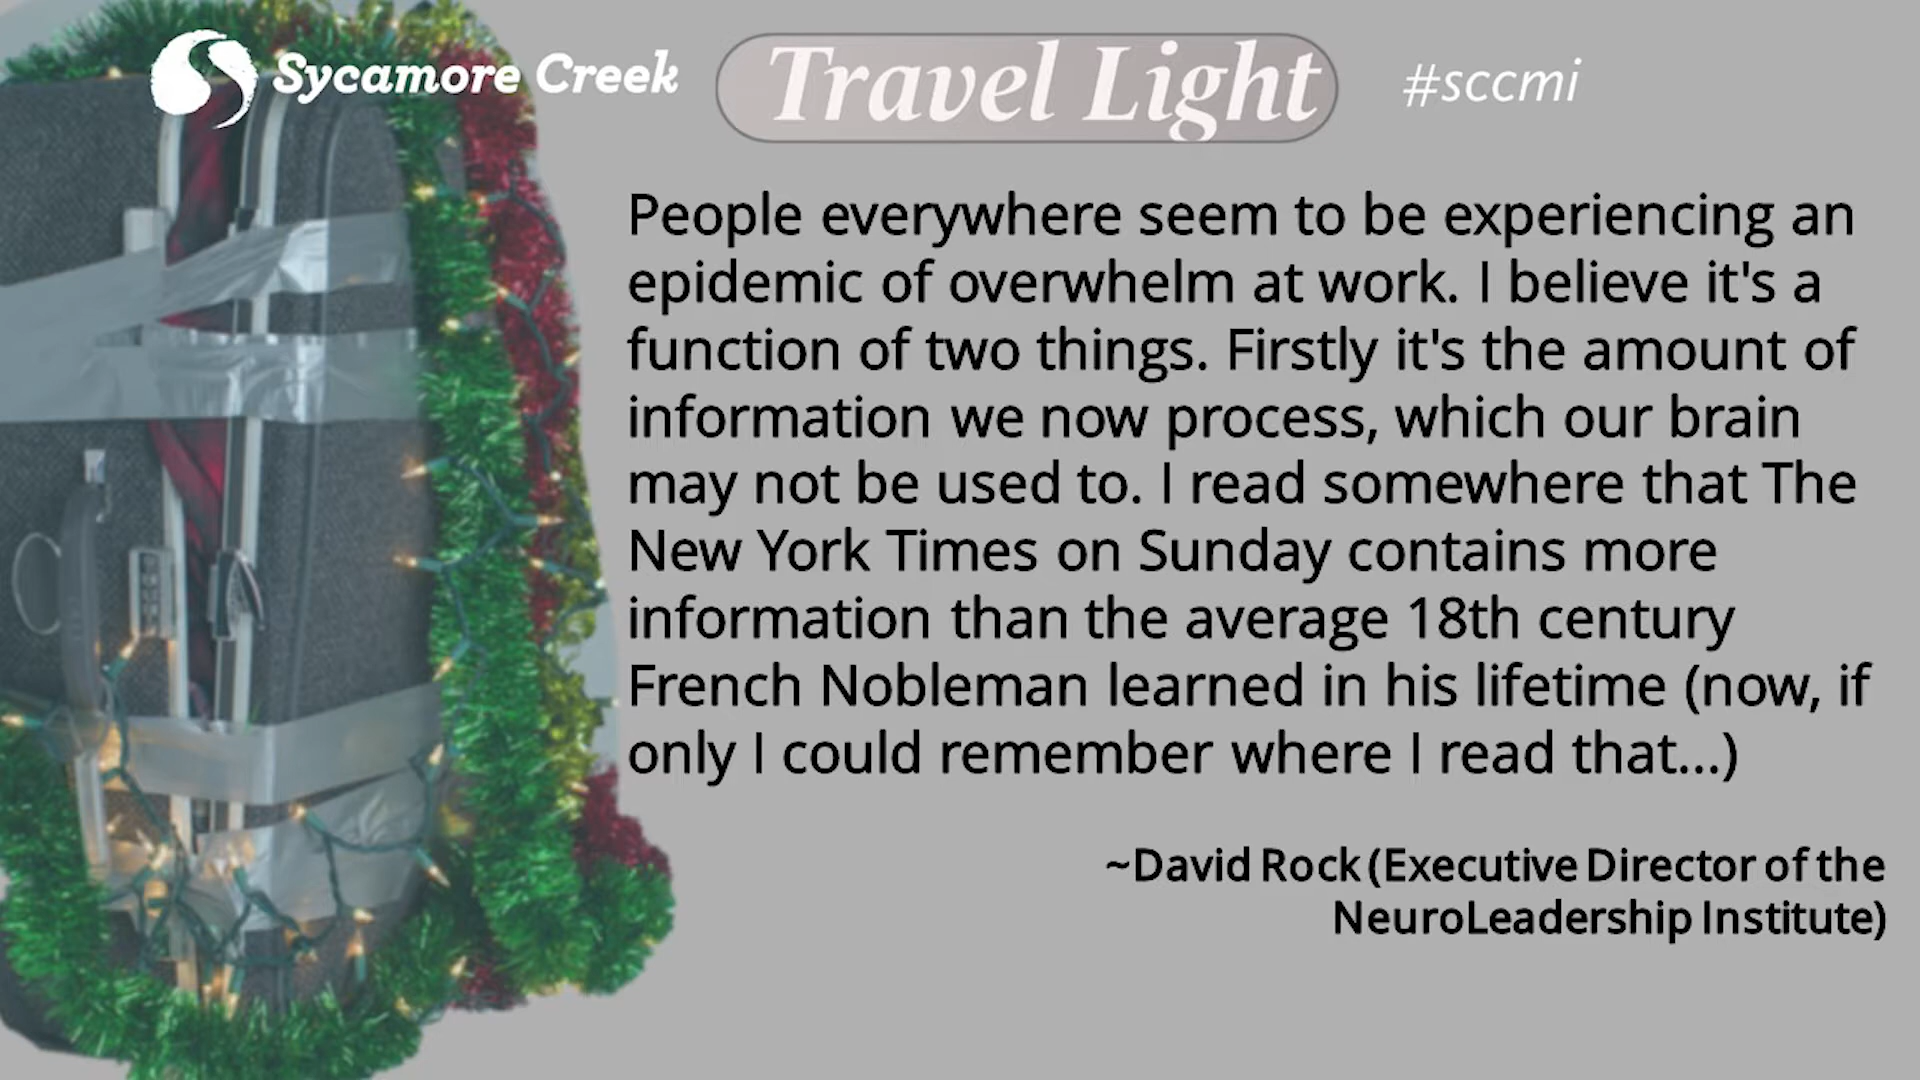 Sycamore Creek
Travel Light
#sccmi
People everywhere seem to be experiencing an
epidemic of overwhelm at work. I believe it's a
function of two things. Firstly it's the amount of
information we now process, which our brain
may not be used to. I read somewhere that The
New York Times on Sunday contains more
information than the average 18th century
French Nobleman learned in his lifetime (now, if
only I could remember where I read that...)
~David Rock (Executive Director of the
NeuroLeadership Institute)